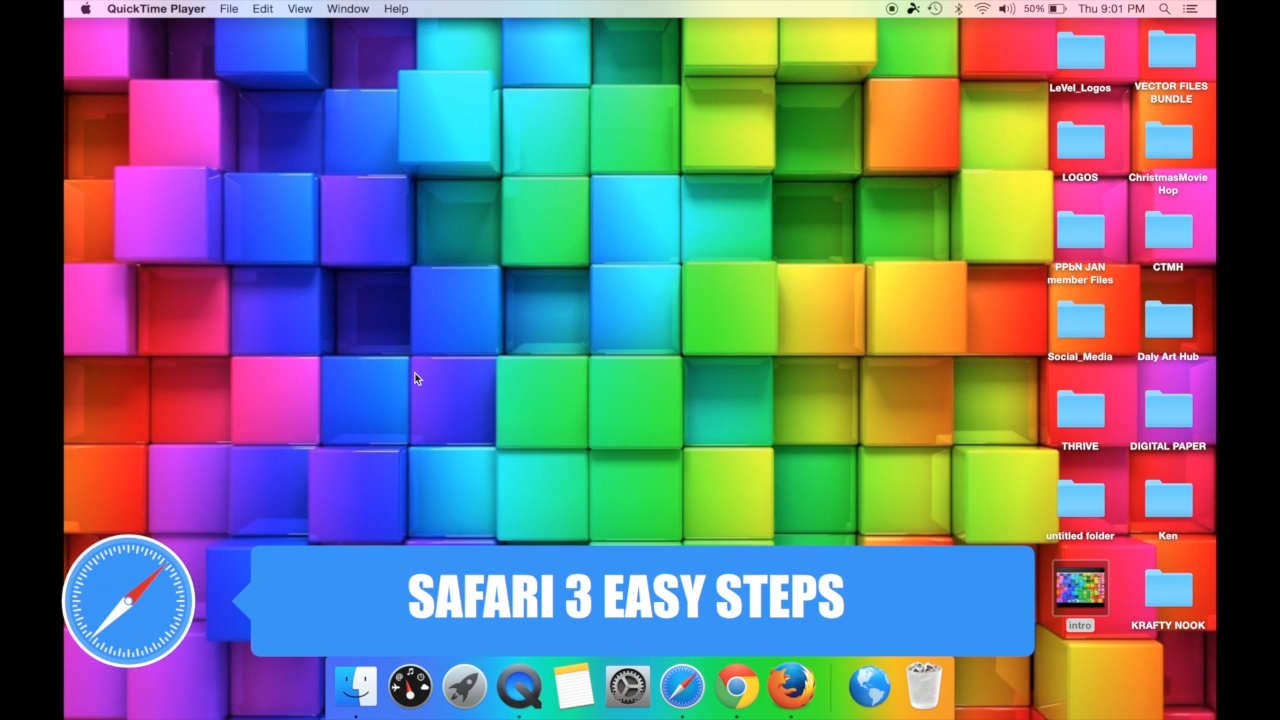 QuickTime Player File Edit View Window Help 50% Thu 9:01 PM
LeVel_Logos
VECTOR FILES
BUNDLE
LOGOS
ChristmasMovie
Hop
PPbN JAN
member Files
CTMH
Social_Media
Daly Art Hub
THRIVE
DIGITAL PAPER
untitled folder
Ken
SAFARI 3 EASY STEPS
intro
KRAFTY NOOK